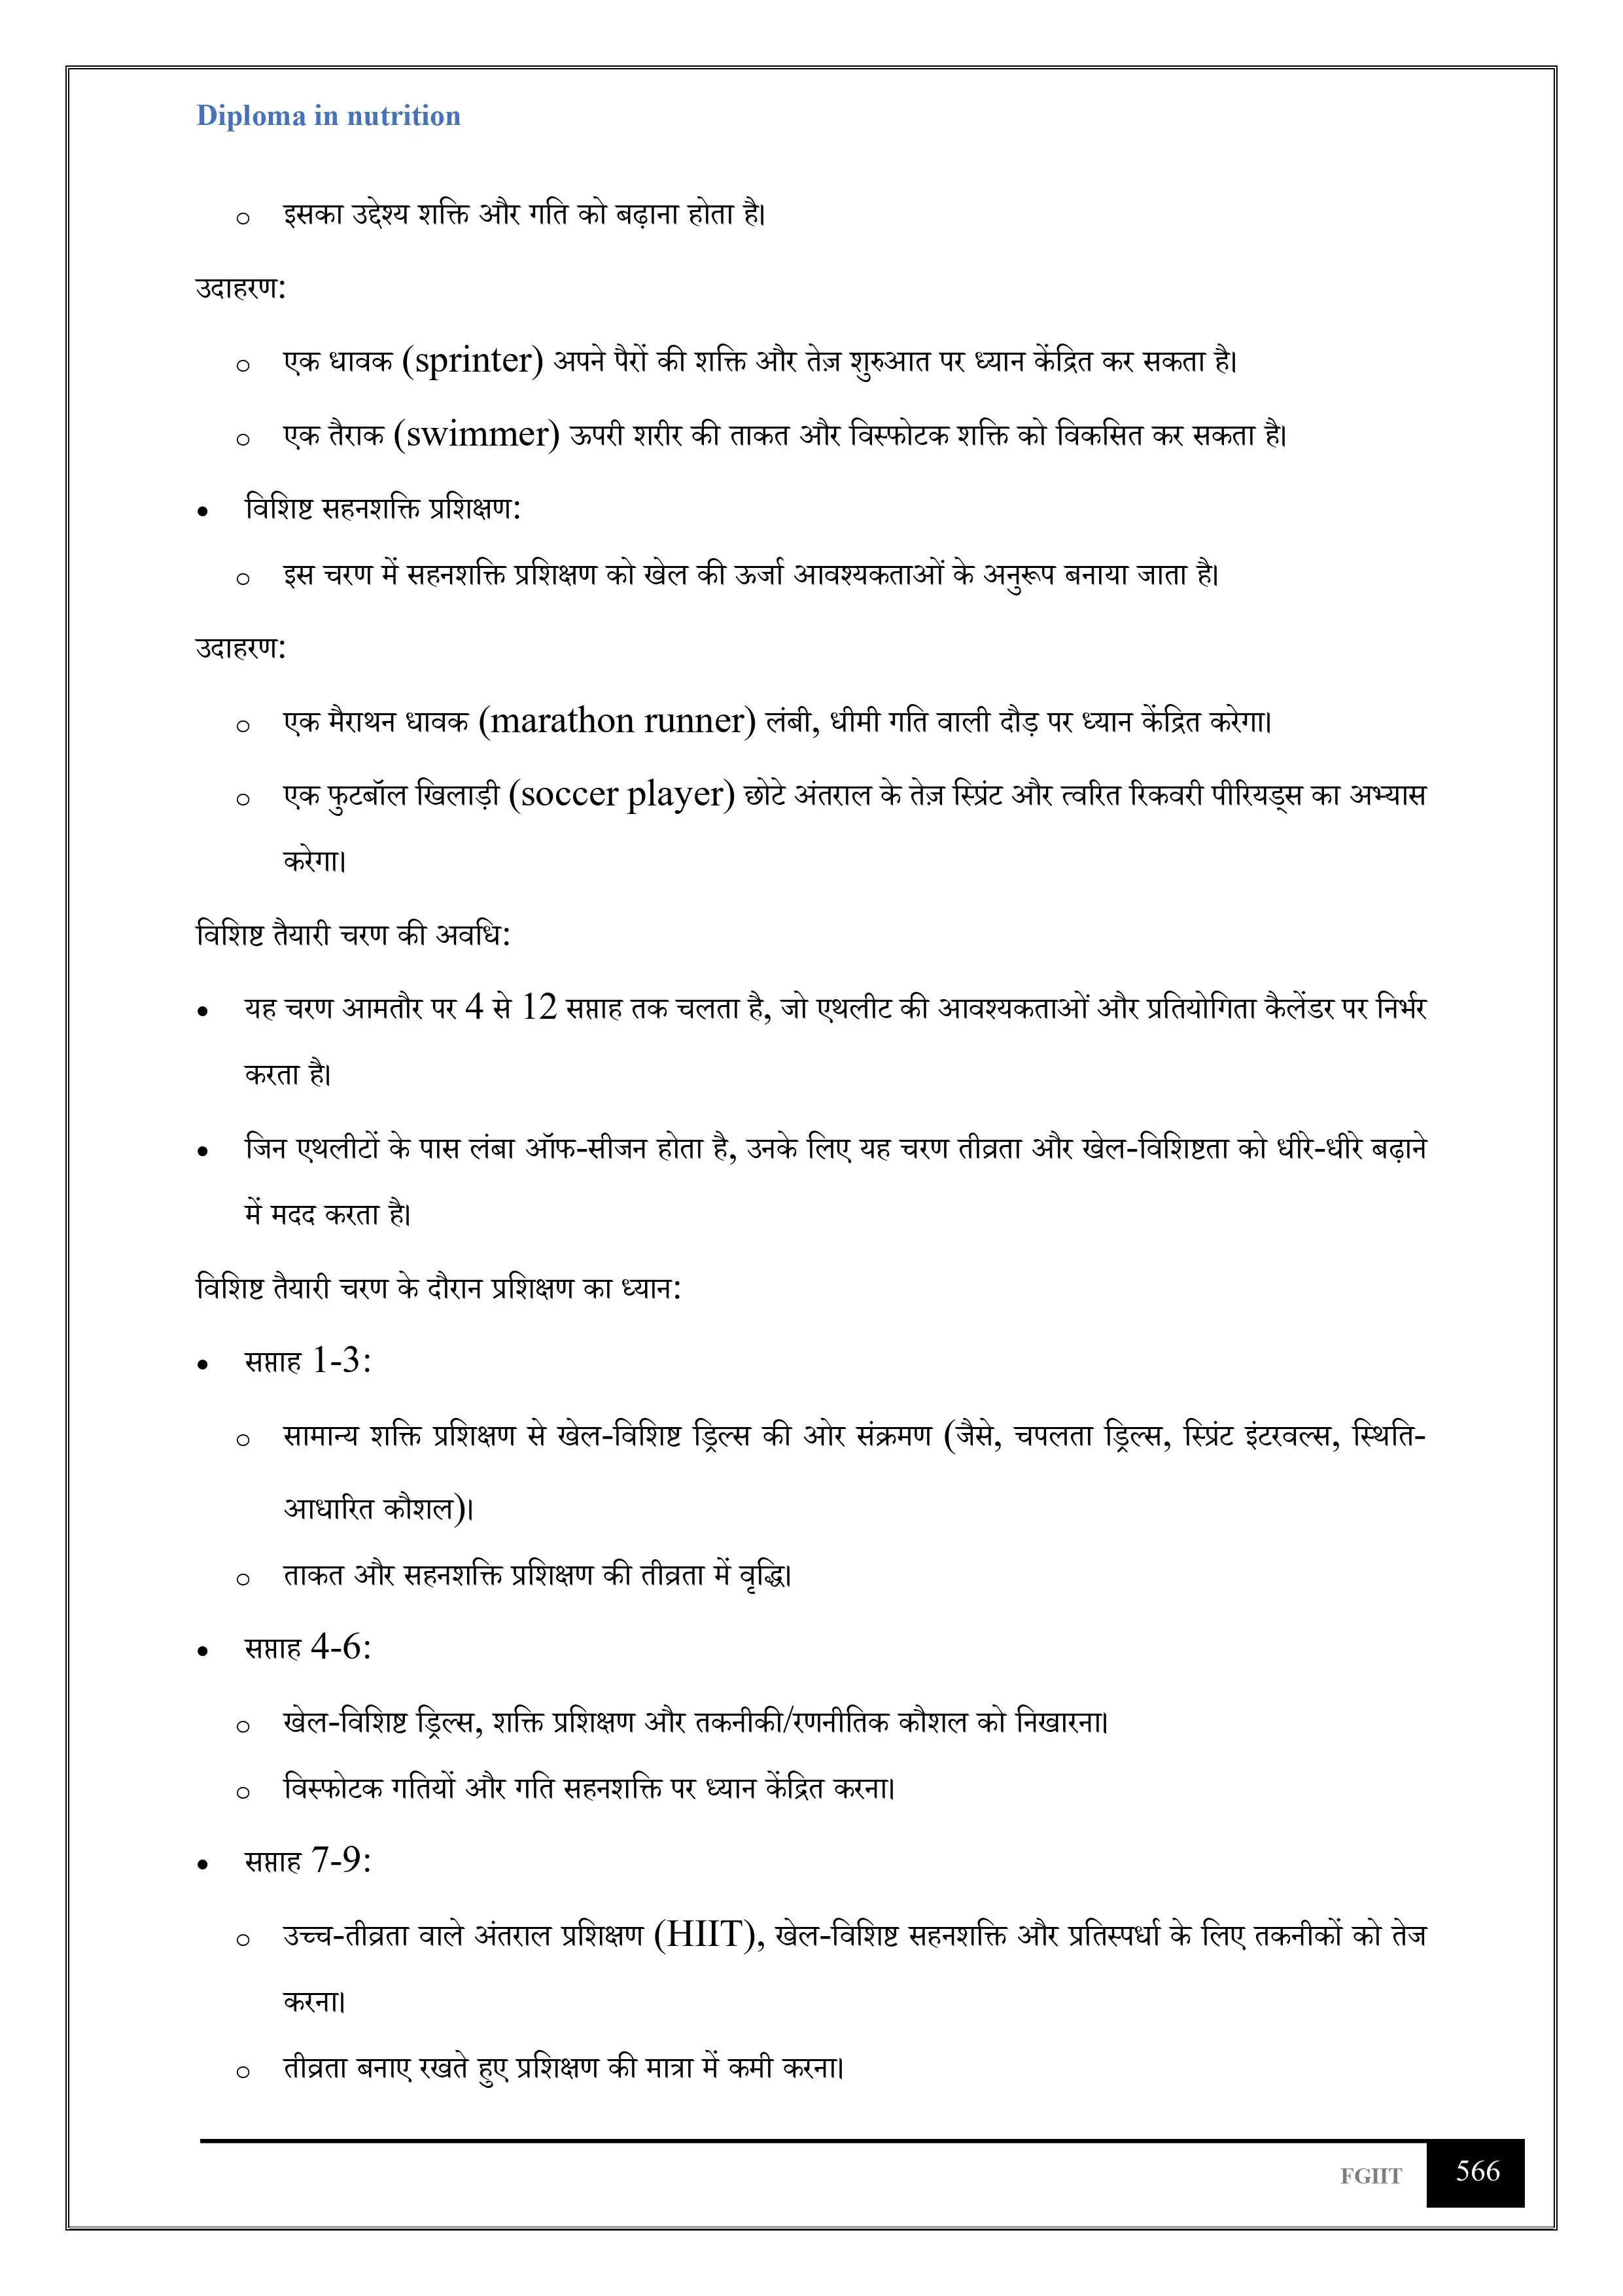 Diploma in nutrition
o इसका उद्देश्य शक्ति और गति को बढ़ाना होता है।
उदाहरण:
o एक धावक (sprinter) अपने पैरों की शक्ति और तेज़ शुरुआत पर ध्यान केंद्रित कर सकता है।
o एक तैराक (swimmer) ऊपरी शरीर की ताकत और विस्फोटक शक्ति को विकसित कर सकता है।
• विशिष्ट सहनशक्ति प्रशिक्षण:
o इस चरण में सहनशक्ति प्रशिक्षण को खेल की ऊर्जा आवश्यकताओं के अनुरूप बनाया जाता है।
उदाहरण:
o एक मैराथन धावक (marathon runner) लंबी, धीमी गति वाली दौड़ पर ध्यान केंद्रित करेगा।
o एक फुटबॉल खिलाड़ी (soccer player) छोटे अंतराल के तेज़ स्प्रिंट और त्वरित रिकवरी पीरियड्स का अभ्यास
करेगा।
विशिष्ट तैयारी चरण की अवधि:
• यह चरण आमतौर पर 4 से 12 सप्ताह तक चलता है, जो एथलीट की आवश्यकताओं और प्रतियोगिता कैलेंडर पर निर्भर
करता है।
• जिन एथलीटों के पास लंबा ऑफ-सीजन होता है, उनके लिए यह चरण तीव्रता और खेल-विशिष्टता को धीरे-धीरे बढ़ाने
में मदद करता है।
विशिष्ट तैयारी चरण के दौरान प्रशिक्षण का ध्यान:
• सप्ताह 1-3:
o सामान्य शक्ति प्रशिक्षण से खेल-विशिष्ट ड्रिल्स की ओर संक्रमण (जैसे, चपलता ड्रिल्स, स्प्रिंट इंटरवल्स, स्थिति-
आधारित कौशल)।
o ताकत और सहनशक्ति प्रशिक्षण की तीव्रता में वृद्धि।
• सप्ताह 4-6:
o खेल-विशिष्ट ड्रिल्स, शक्ति प्रशिक्षण और तकनीकी/रणनीतिक कौशल को निखारना।
o विस्फोटक गतियों और गति सहनशक्ति पर ध्यान केंद्रित करना।
• सप्ताह 7-9:
o उच्च-तीव्रता वाले अंतराल प्रशिक्षण (HIIT), खेल-विशिष्ट सहनशक्ति और प्रतिस्पर्धा के लिए तकनीकों को तेज
करना।
o तीव्रता बनाए रखते हुए प्रशिक्षण की मात्रा में कमी करना।
FGIIT 566